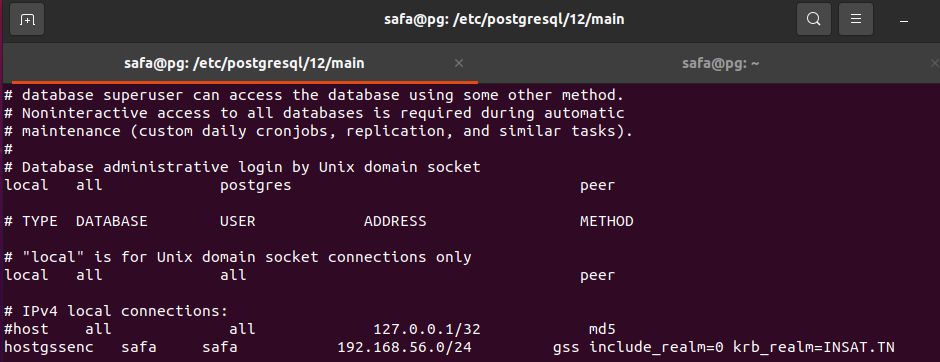 safa@pg: /etc/postgresql/12/main
safa@pg: /etc/postgresql/12/main × safa@pg: ~ ×
# database superuser can access the database using some other method.
# Noninteractive access to all databases is required during automatic
# maintenance (custom daily cronjobs, replication, and similar tasks).
#
# Database administrative login by Unix domain socket
local   all             postgres                                peer

# TYPE  DATABASE        USER            ADDRESS                 METHOD

# "local" is for Unix domain socket connections only
local   all             all                                     peer

# IPv4 local connections:
#host    all             all             127.0.0.1/32            md5
hostgssenc   safa     safa           192.168.56.0/24         gss include_realm=0 krb_realm=INSAT.TN